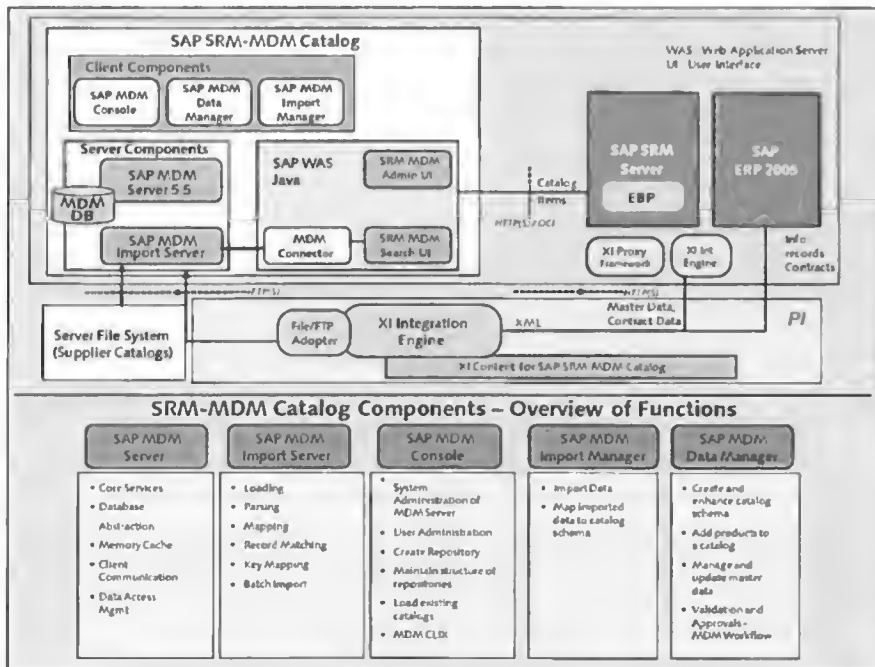 SAP SRM-MDM Catalog
WAS Web Application Server
UI User Interface
Client Components
SAP MDM
Console
SAP MDM
Data
Manager
SAP MDM
Import
Manager
Server Components
SAP MDM
Server 5.5
MDM
DB
SAP MDM
Import Server
SAP WAS
Java
SRM MDM
Admin UI
MDM
Connector
SRM MDM
Search UI
Catalog
Items
HTTP(S)/OCI
SAP SRM
Server
EBP
SAP
ERP 2005
XI Proxy
Framework
XI Int
Engine
Info
records
Contracts
FTP(S)
HTTP(S)
Server File System
(Supplier Catalogs)
File/FTP
Adapter
XI Integration
Engine
XML
Master Data,
Contract Data
PI
XI Content for SAP SRM-MDM Catalog
SRM-MDM Catalog Components – Overview of Functions
SAP MDM
Server
• Core Services
• Database
Abstraction
• Memory Cache
• Client
Communication
• Data Access
Mgmt
SAP MDM
Import Server
• Loading
• Parsing
• Mapping
• Record Matching
• Key Mapping
• Batch Import
SAP MDM
Console
• System
Administration of
MDM Server
• User Administration
• Create Repository
• Maintain structure of
repositories
• Load existing
catalogs
• MDM CLIX
SAP MDM
Import Manager
• Import Data
• Map imported
data to catalog
schema
SAP MDM
Data Manager
• Create and
enhance catalog
schema
• Add products to
a catalog
• Manage and
update master
data
• Validation and
Approvals -
MDM Workflow